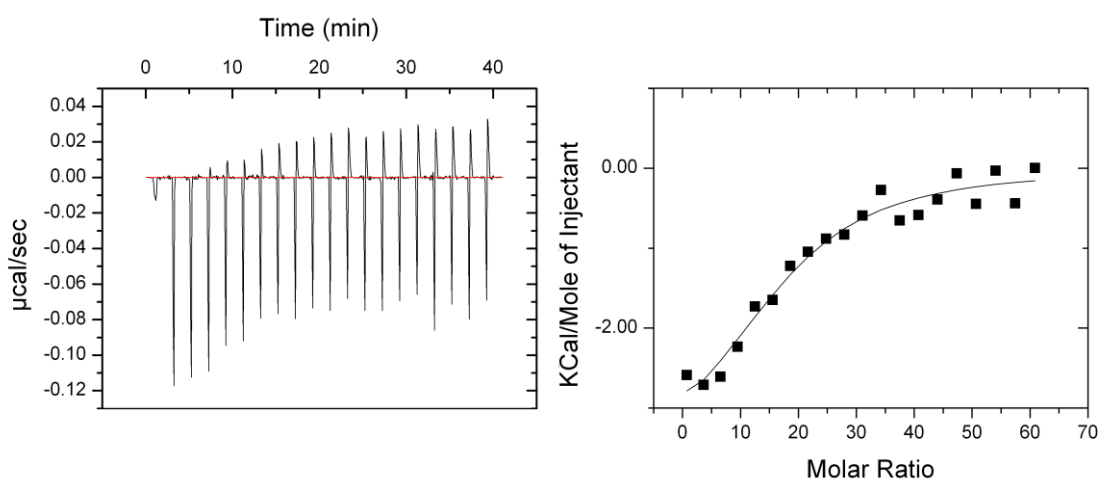 Time (min)
0 10 20 30 40
0.04
0.02
0.00
-0.02
-0.04
-0.06
-0.08
-0.10
-0.12
µcal/sec
0.00
-2.00
KCal/Mole of Injectant
0 10 20 30 40 50 60 70
Molar Ratio